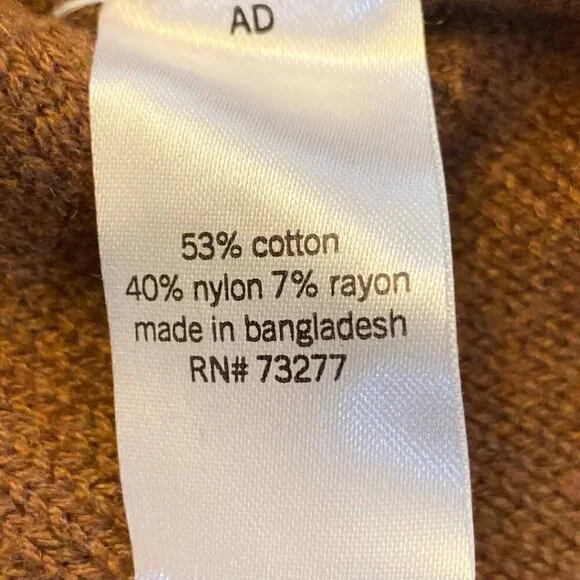 AD
53% cotton
40% nylon 7% rayon
made in bangladesh
RN# 73277